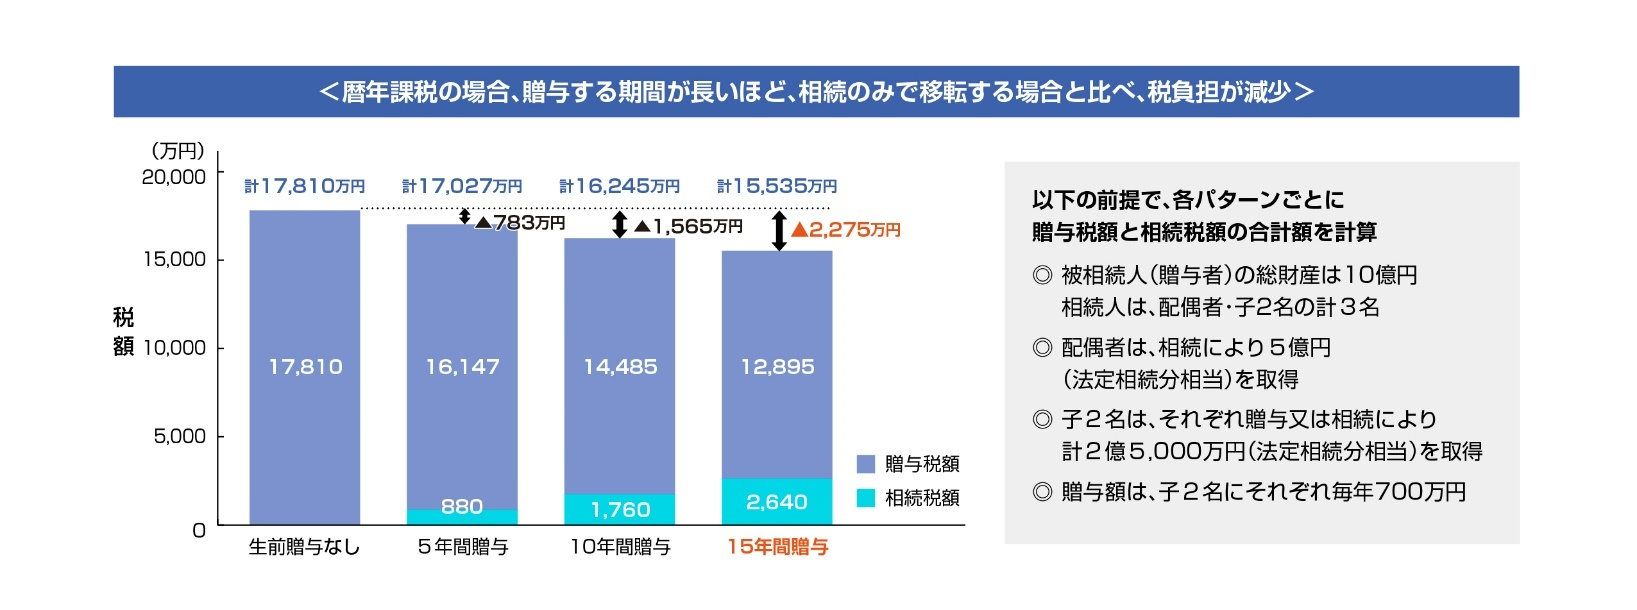 ＜暦年課税の場合、贈与する期間が長いほど、相続のみで移転する場合と比べ、税負担が減少＞
（万円）
20,000
15,000
10,000
5,000
0
税額
計17,810万円
計17,027万円
計16,245万円
計15,535万円
▲783万円
▲1,565万円
▲2,275万円
17,810
16,147
14,485
12,895
880
1,760
2,640
生前贈与なし
５年間贈与
10年間贈与
15年間贈与
贈与税額
相続税額
以下の前提で、各パターンごとに
贈与税額と相続税額の合計額を計算
◎ 被相続人（贈与者）の総財産は10億円
相続人は、配偶者・子2名の計３名
◎ 配偶者は、相続により５億円
（法定相続分相当）を取得
◎ 子２名は、それぞれ贈与又は相続により
計２億５,000万円（法定相続分相当）を取得
◎ 贈与額は、子２名にそれぞれ毎年700万円